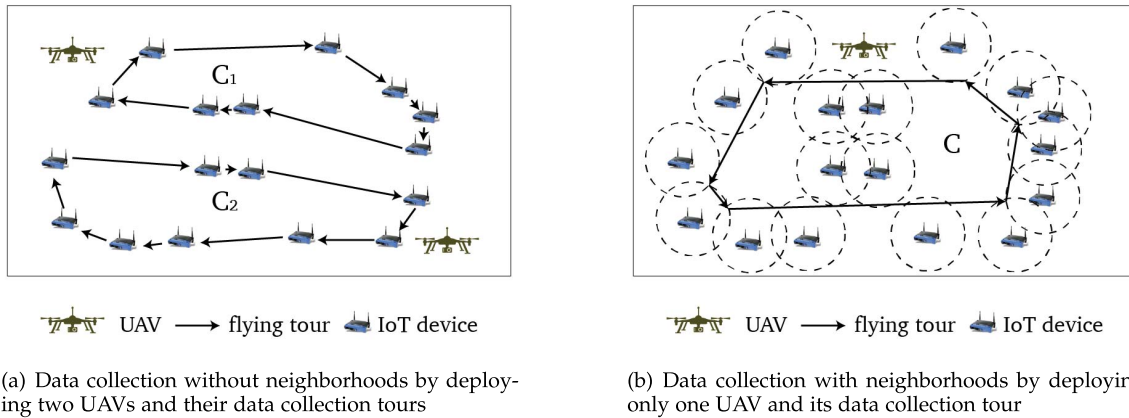 C1
C2
C
UAV flying tour IoT device
UAV flying tour IoT device
(a) Data collection without neighborhoods by deploy-
ing two UAVs and their data collection tours
(b) Data collection with neighborhoods by deployin
only one UAV and its data collection tour